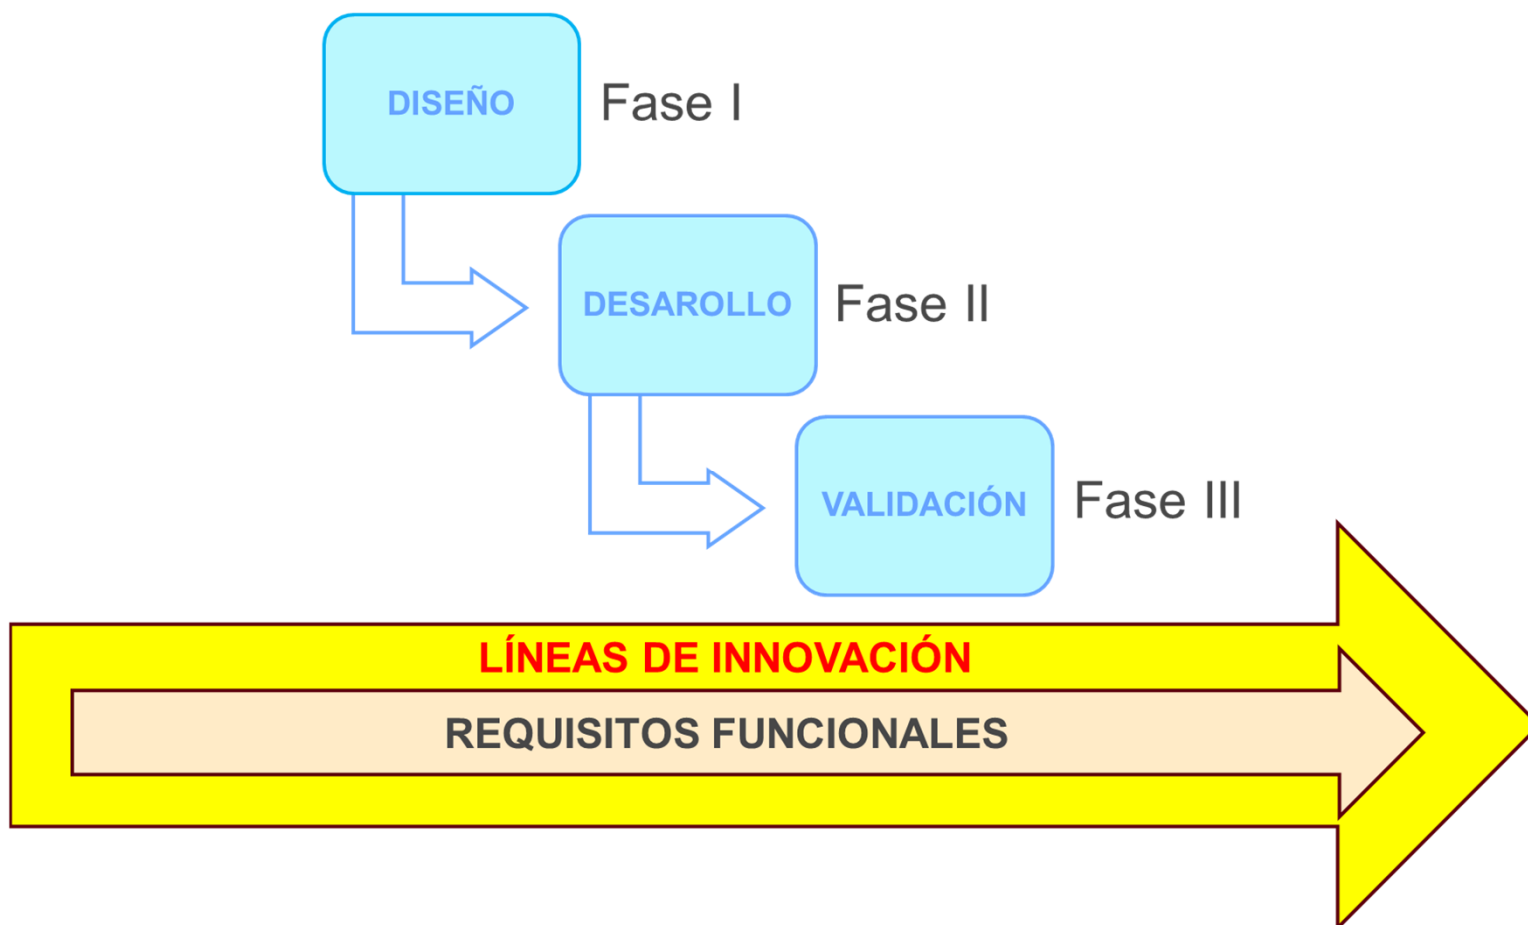 DISEÑO
Fase I
DESAROLLO
Fase II
VALIDACIÓN
Fase III
LÍNEAS DE INNOVACIÓN
REQUISITOS FUNCIONALES